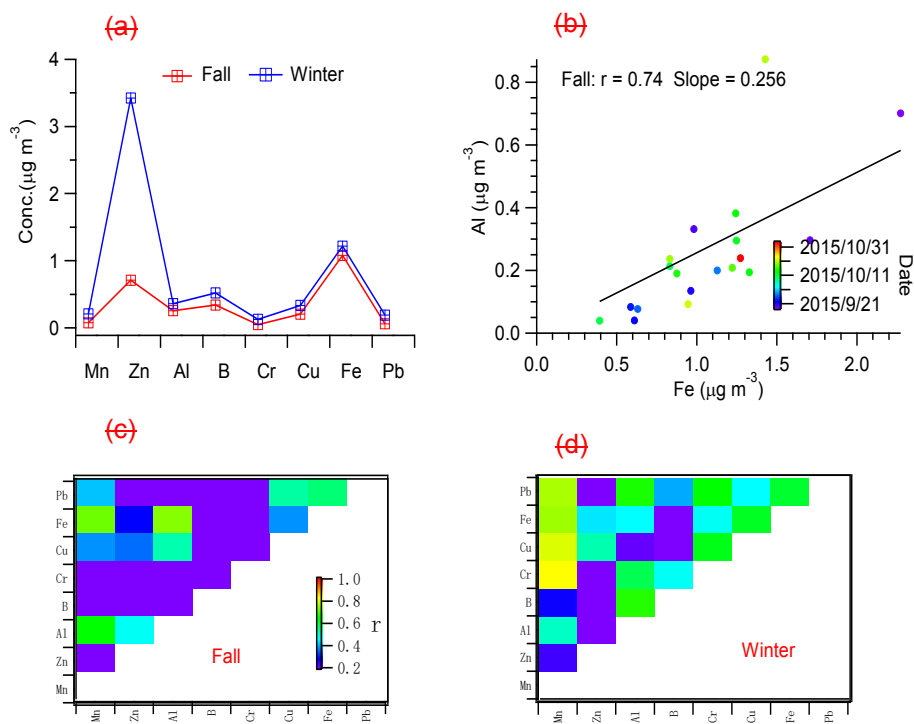 (a)
4
3
2
1
0
Conc.(μg m⁻³)
Fall
Winter
Mn Zn Al B Cr Cu Fe Pb
(b)
Fall: r = 0.74 Slope = 0.256
0.8
0.6
0.4
0.2
0.0
Al (μg m⁻³)
0.0 0.5 1.0 1.5 2.0
Fe (μg m⁻³)
2015/10/31
2015/10/11
2015/9/21
Date
(c)
Pb
Fe
Cu
Cr
B
Al
Zn
Mn
Mn Zn Al B Cr Cu Fe Pb
1.0
0.8
0.6
0.4
0.2
r
Fall
(d)
Pb
Fe
Cu
Cr
B
Al
Zn
Mn
Mn Zn Al B Cr Cu Fe Pb
Winter